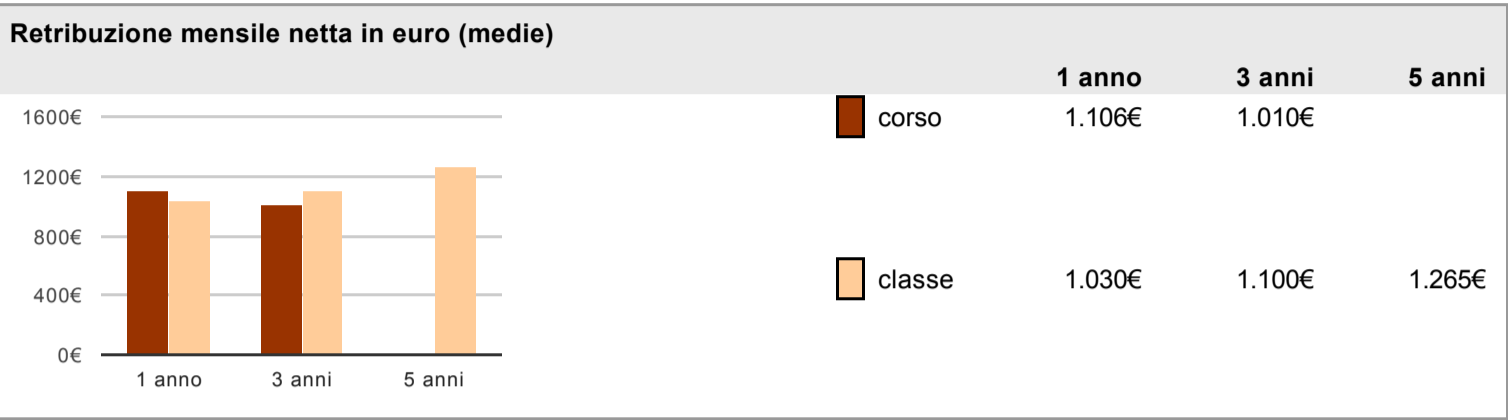 Retribuzione mensile netta in euro (medie)
1 anno 3 anni 5 anni
corso 1.106€ 1.010€
classe 1.030€ 1.100€ 1.265€
1600€
1200€
800€
400€
0€
1 anno 3 anni 5 anni